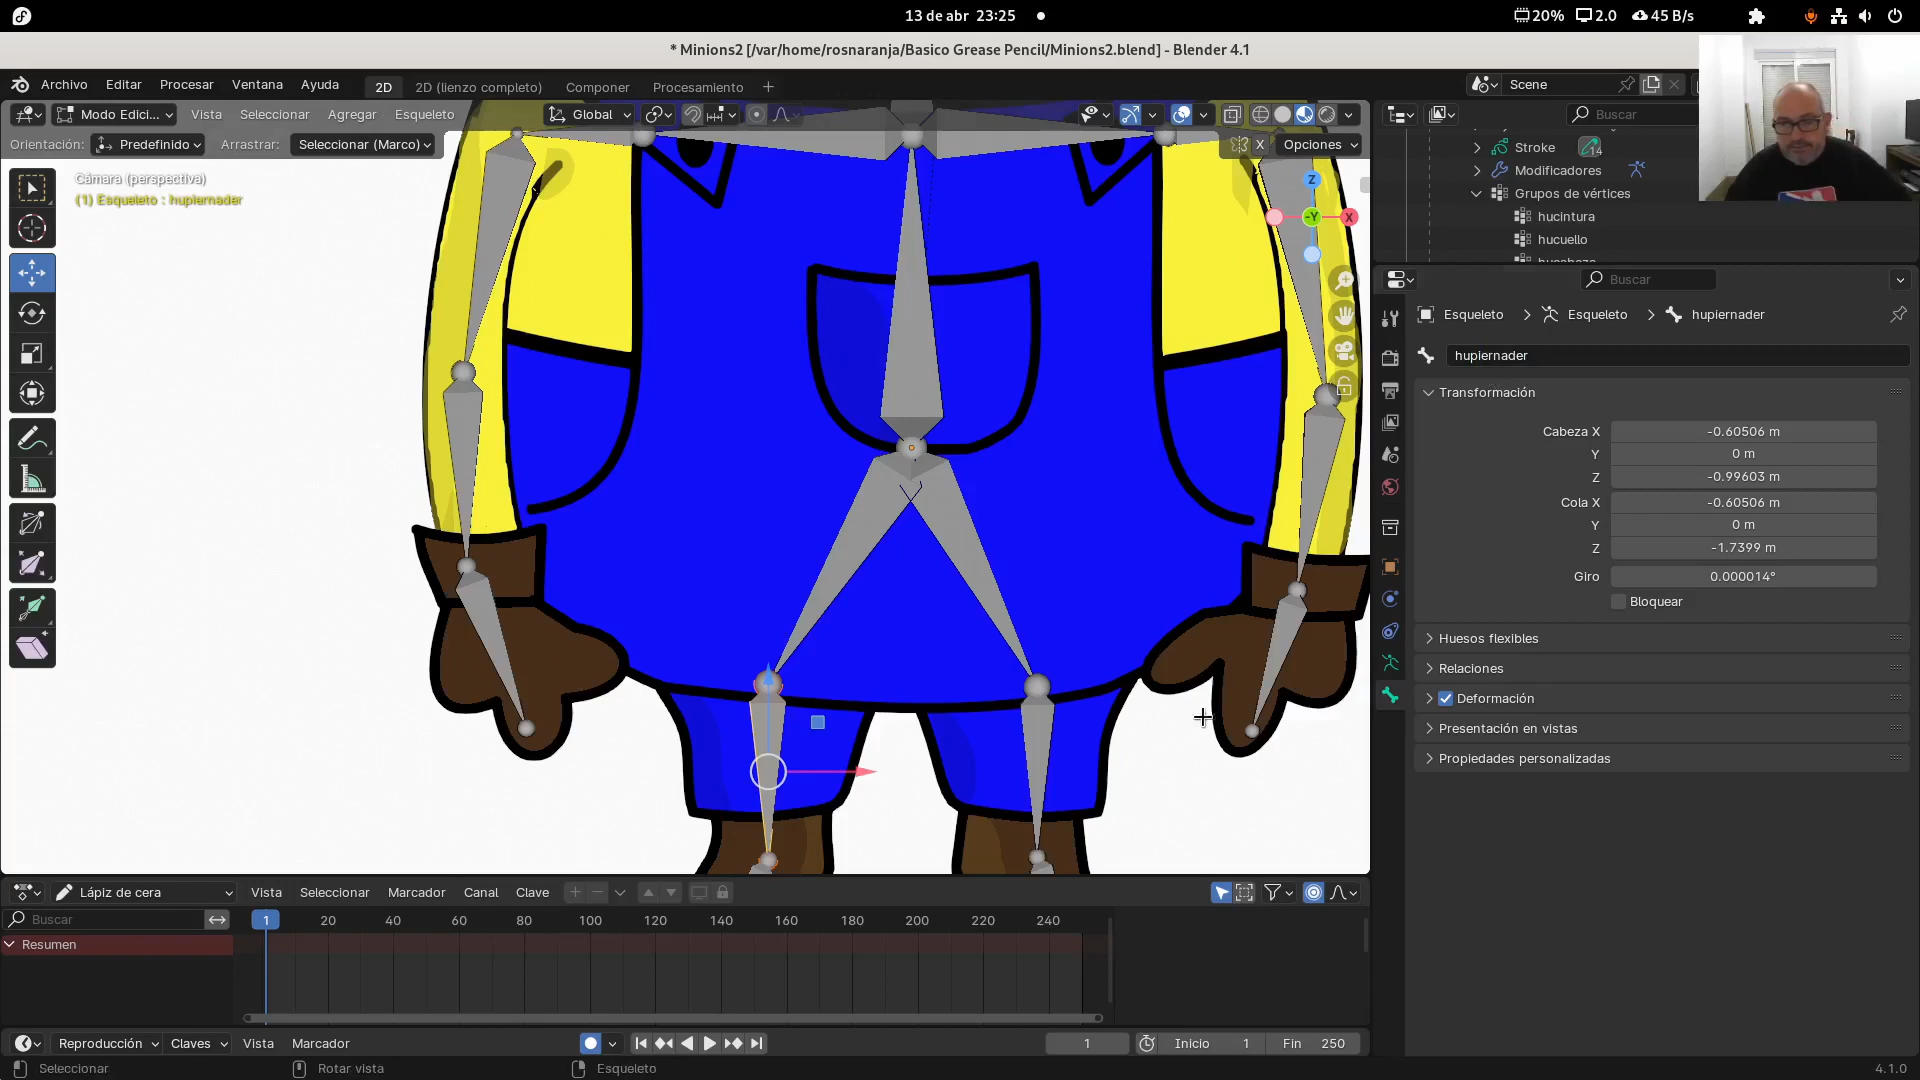 13 de abr 23:25
20% 2.0 45 B/s
* Minions2 [/var/home/rosnaranja/Basico Grease Pencil/Minions2.blend] - Blender 4.1
Archivo Editar Procesar Ventana Ayuda 2D 2D (lienzo completo) Componer Procesamiento +
Scene
Modo Edici... Vista Seleccionar Agregar Esqueleto Global
Buscar
Orientación: Predefinido Arrastrar: Seleccionar (Marco) X Opciones
Stroke 14
Modificadores
Grupos de vértices
hucintura
hucuello
Cámara (perspectiva)
(1) Esqueleto : hupiernader
Z
-Y X
Buscar
Esqueleto > Esqueleto > hupiernader
hupiernader
Transformación
Cabeza X -0.60506 m
Y 0 m
Z -0.99603 m
Cola X -0.60506 m
Y 0 m
Z -1.7399 m
Giro 0.000014°
Bloquear
Huesos flexibles
Relaciones
Deformación
Presentación en vistas
Propiedades personalizadas
Lápiz de cera Vista Seleccionar Marcador Canal Clave
Buscar
1 20 40 60 80 100 120 140 160 180 200 220 240
Resumen
Reproducción Claves Vista Marcador 1 Inicio 1 Fin 250
Seleccionar Rotar vista Esqueleto 4.1.0